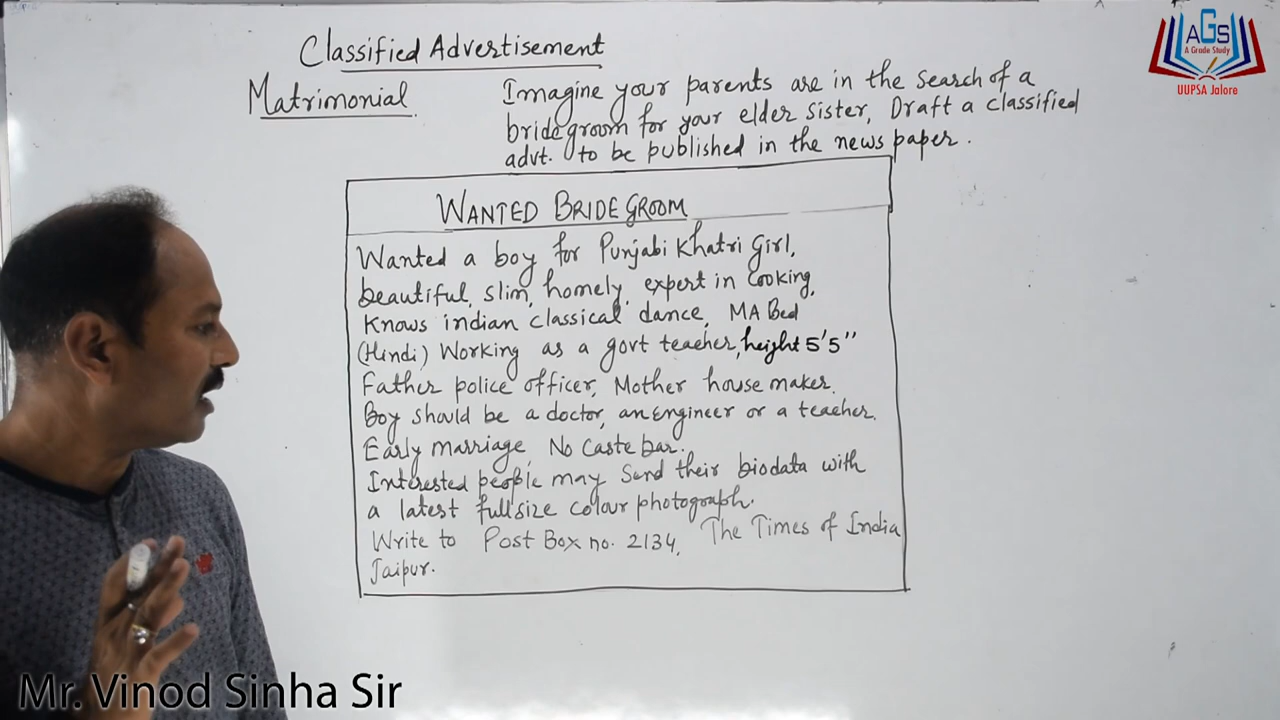 Classified Advertisement
Matrimonial
Imagine your parents are in the search of a
bridegroom for your elder sister, Draft a classified
advt. to be published in the news paper.
WANTED BRIDE GROOM
Wanted a boy for Punjabi Khatri Girl,
beautiful, slim, homely, expert in Cooking,
Knows indian classical dance, MA Bed
(Hindi) Working as a govt teacher, height 5'5"
Father police officer, Mother house maker.
Boy should be a doctor, an engineer or a teacher.
Early marriage No Caste bar.
Interested people may send their biodata with
a latest fullsize colour photograph.
Write to Post Box no. 2134, The Times of India
Jaipur.
AGS
A Grade Study
UUPSA Jalore
Mr. Vinod Sinha Sir